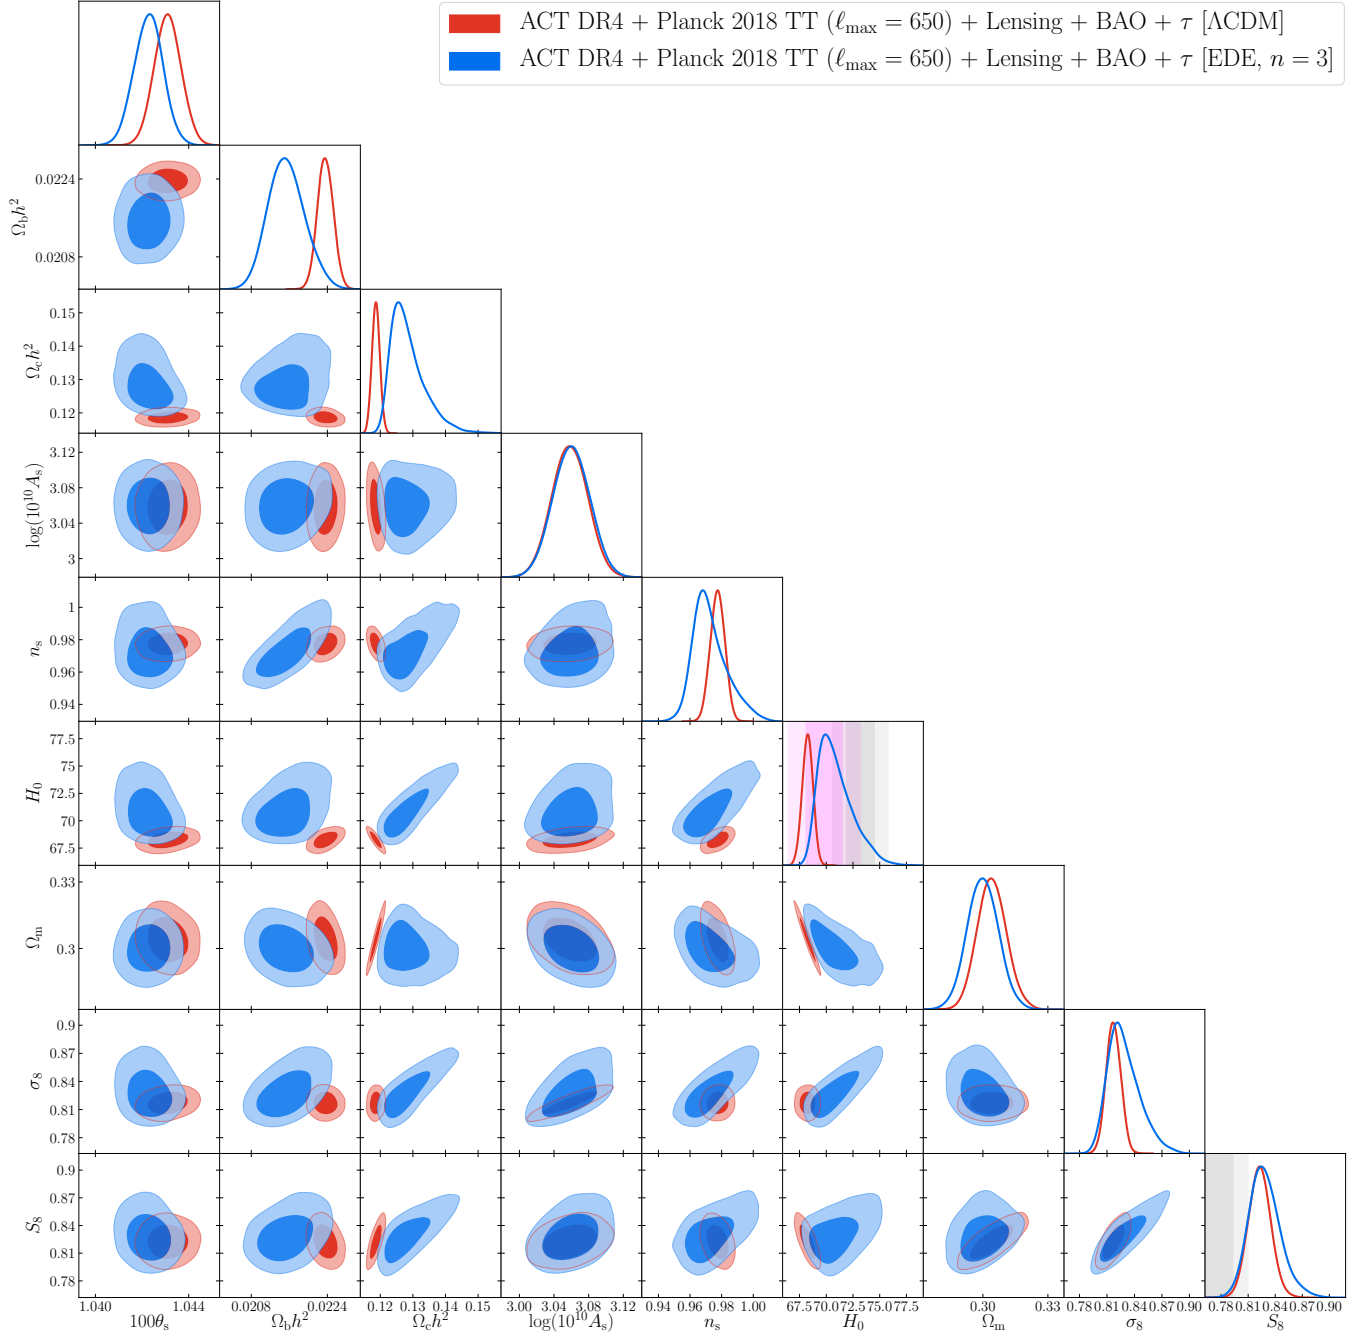 ACT DR4 + Planck 2018 TT (ℓmax = 650) + Lensing + BAO + τ [ΛCDM]
ACT DR4 + Planck 2018 TT (ℓmax = 650) + Lensing + BAO + τ [EDE, n = 3]
0.0224
0.0208
Ωbh²
0.15
0.14
0.13
0.12
Ωch²
3.12
3.08
3.04
3
log(10¹⁰As)
1
0.98
0.96
0.94
ns
77.5
75
72.5
70
67.5
H0
0.33
0.3
Ωm
0.9
0.87
0.84
0.81
0.78
σ8
0.9
0.87
0.84
0.81
0.78
S8
1.040 1.044 0.0208 0.0224 0.12 0.13 0.14 0.15 3.00 3.04 3.08 3.12 0.94 0.96 0.98 1.00 67.5 70.0 72.5 75.0 77.5 0.30 0.33 0.78 0.81 0.84 0.87 0.90 0.78 0.81 0.84 0.87 0.90
100θs Ωbh² Ωch² log(10¹⁰As) ns H0 Ωm σ8 S8